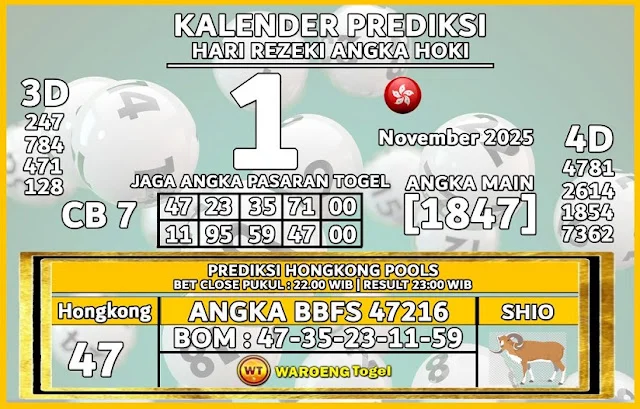 KALENDER PREDIKSI
HARI REZEKI ANGKA HOKI
3D
247
784
471
128
1
November 2025
4D
4781
2614
1854
7362
JAGA ANGKA PASARAN TOGEL
CB 7
47 23 35 71 00
11 95 59 47 00
ANGKA MAIN
[1847]
PREDIKSI HONGKONG POOLS
BET CLOSE PUKUL : 22.00 WIB | RESULT 23:00 WIB
Hongkong
47
ANGKA BBFS 47216
BOM : 47-35-23-11-59
SHIO
WT WAROENG Togel